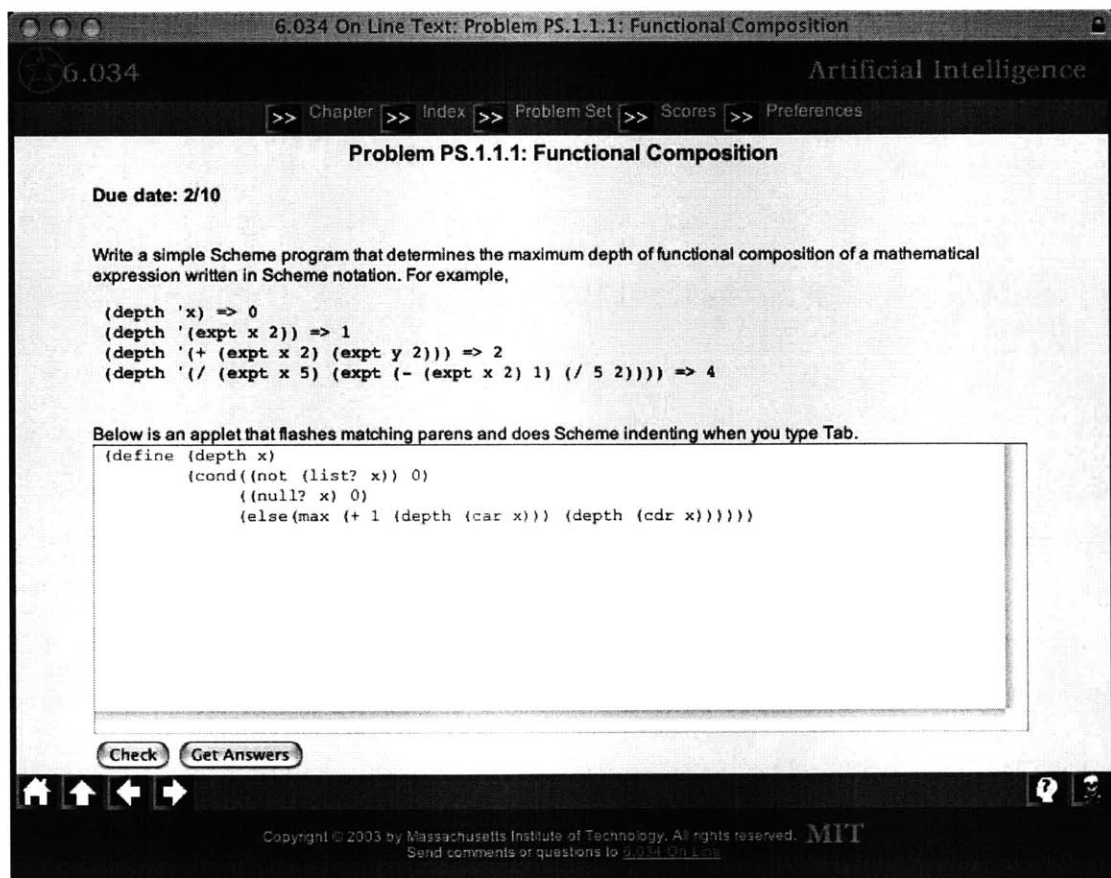 6.034 On Line Text: Problem PS.1.1.1: Functional Composition
6.034
Artificial Intelligence
>> Chapter >> Index >> Problem Set >> Scores >> Preferences
Problem PS.1.1.1: Functional Composition
Due date: 2/10
Write a simple Scheme program that determines the maximum depth of functional composition of a mathematical
expression written in Scheme notation. For example,
(depth 'x) => 0
(depth '(expt x 2)) => 1
(depth '(+ (expt x 2) (expt y 2))) => 2
(depth '(/ (expt x 5) (expt (- (expt x 2) 1) (/ 5 2)))) => 4
Below is an applet that flashes matching parens and does Scheme indenting when you type Tab.
(define (depth x)
(cond((not (list? x)) 0)
((null? x) 0)
(else(max (+ 1 (depth (car x))) (depth (cdr x))))))
Check Get Answers
Copyright © 2003 by Massachusetts Institute of Technology. All rights reserved. MIT
Send comments or questions to 6.034 On Line